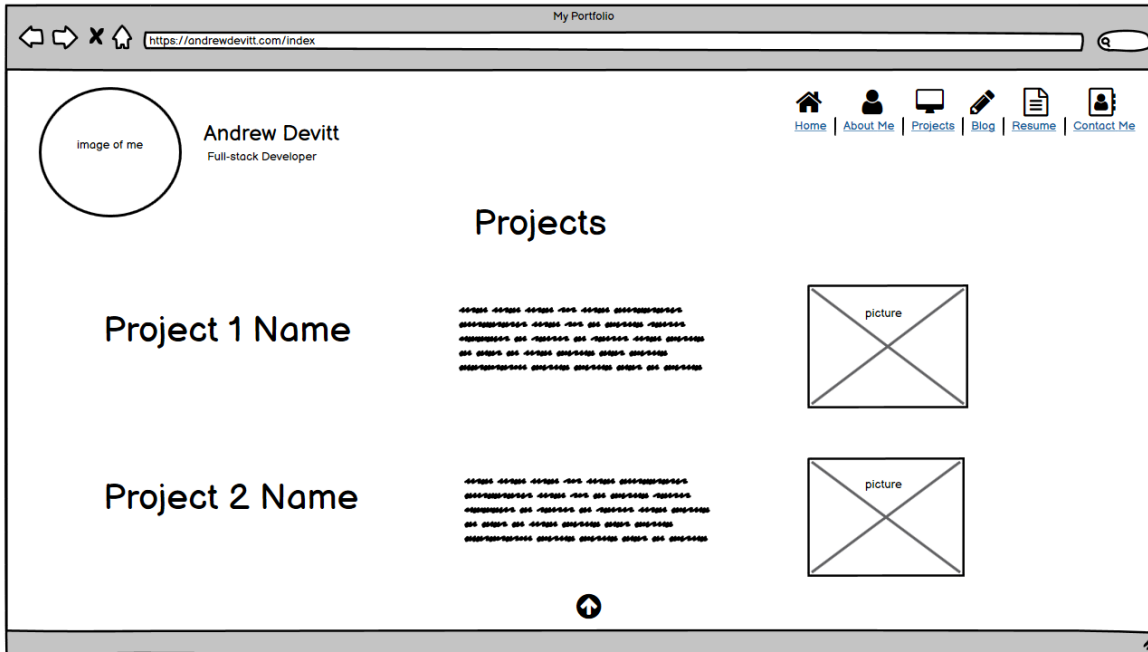 My Portfolio
https://andrewdevitt.com/index
image of me
Andrew Devitt
Full-stack Developer
Home | About Me | Projects | Blog | Resume | Contact Me
Projects
Project 1 Name
picture
Project 2 Name
picture